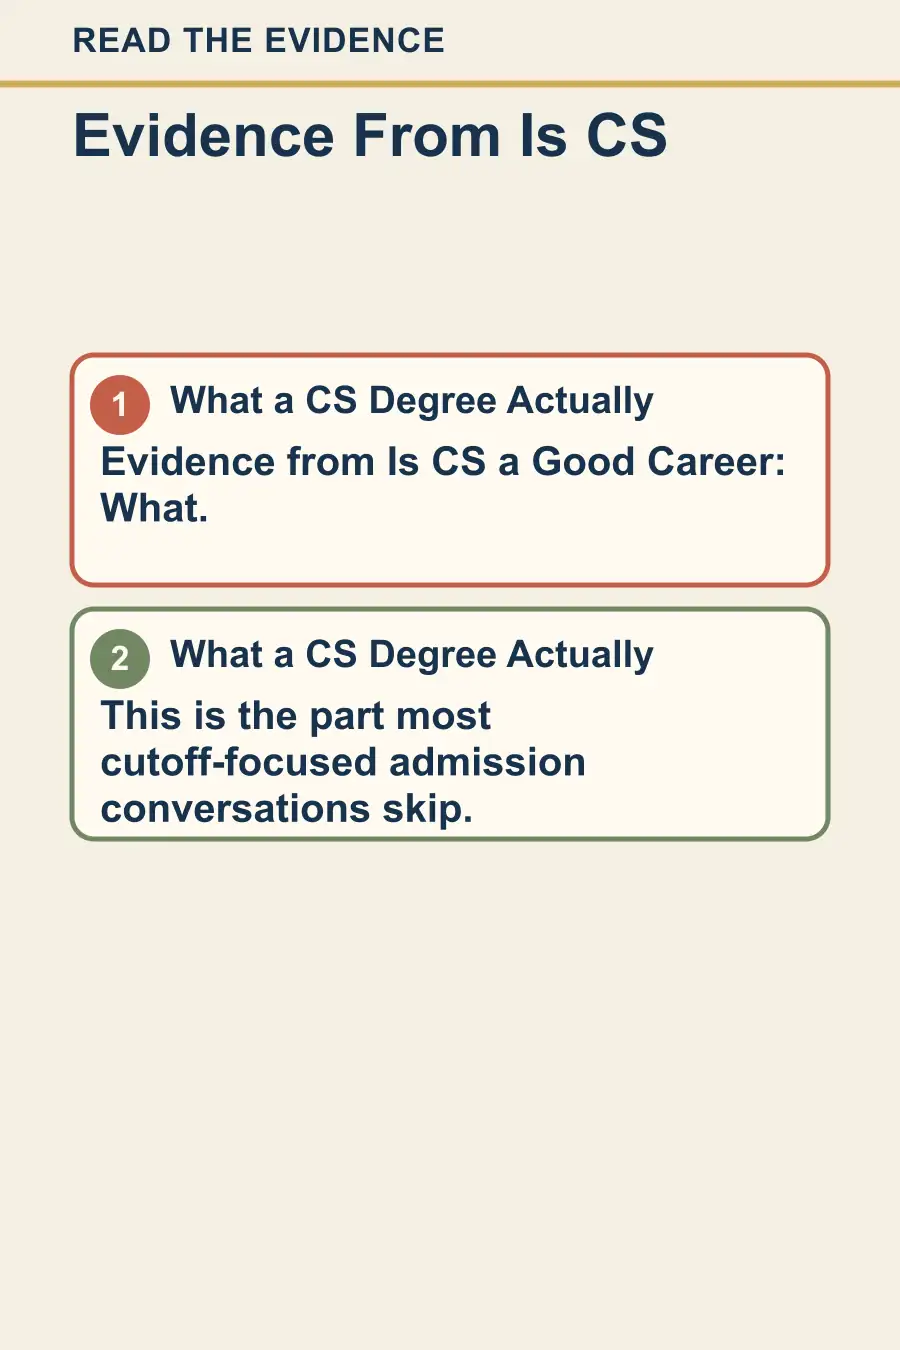 READ THE EVIDENCE
Evidence From Is CS
1 What a CS Degree Actually
Evidence from Is CS a Good Career:
What.
2 What a CS Degree Actually
This is the part most
cutoff-focused admission
conversations skip.